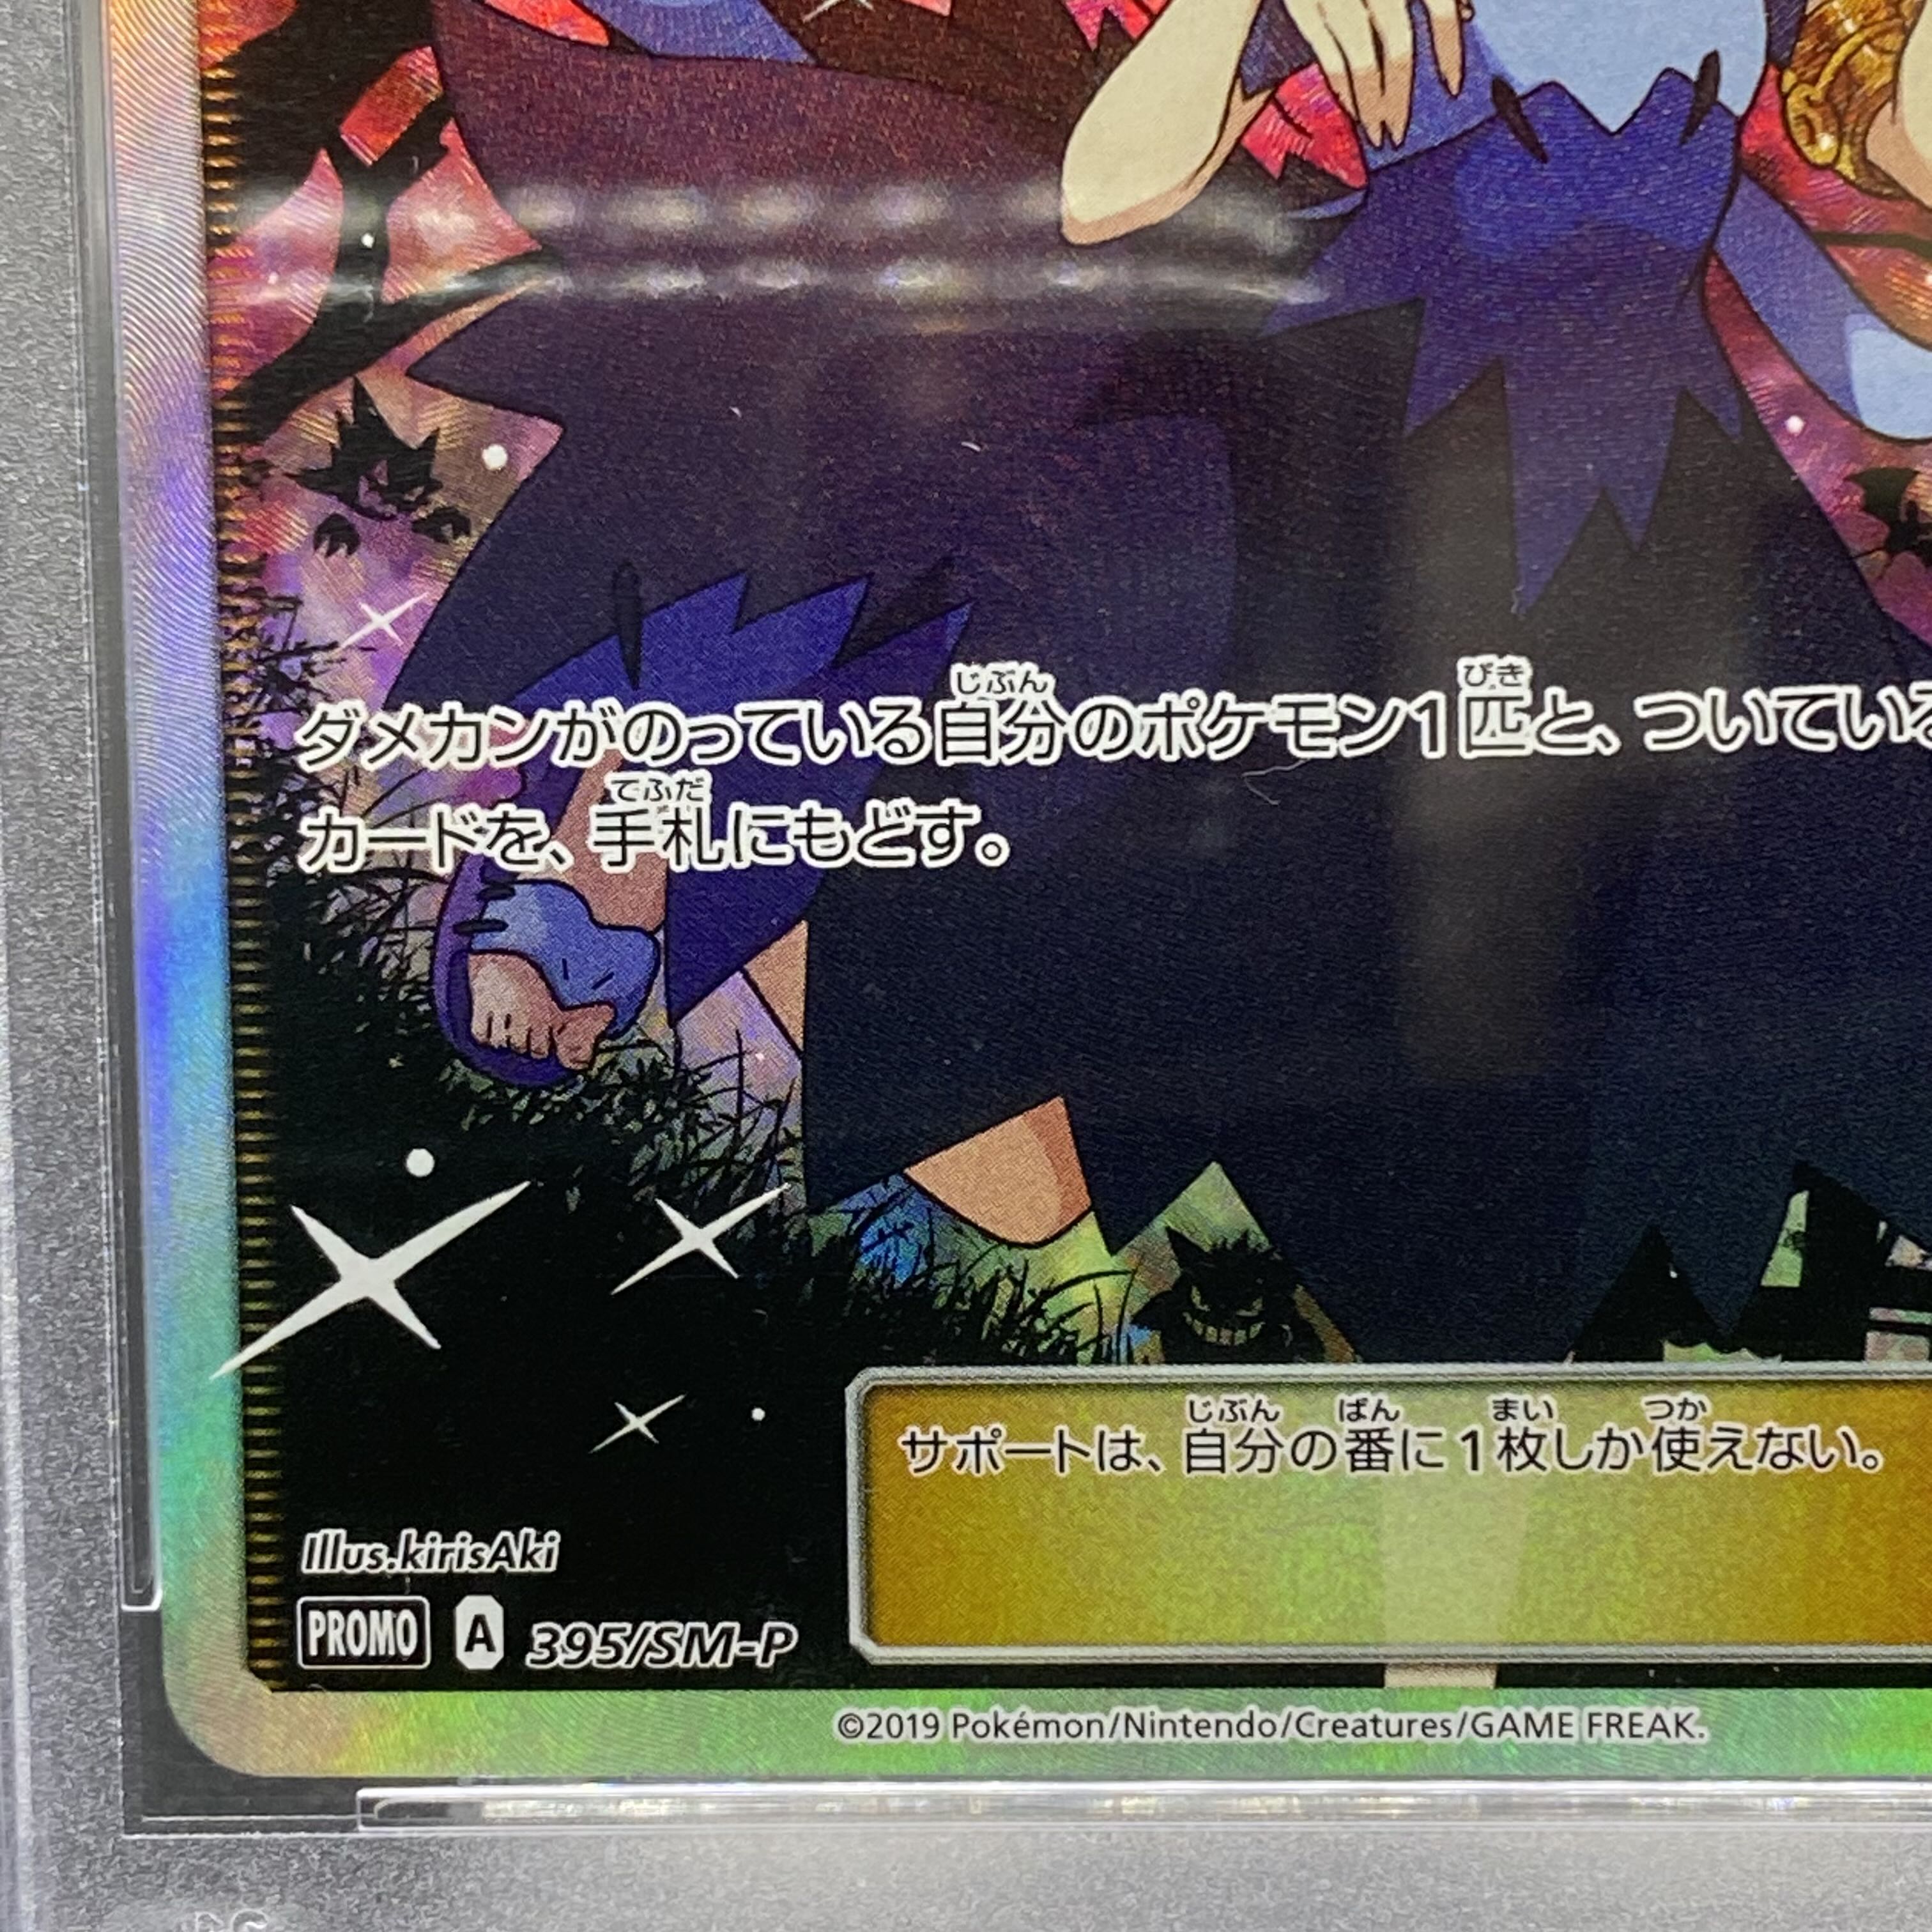 ダメカンがのっている自分のポケモン1匹と、ついている
カードを、手札にもどす。
サポートは、自分の番に1枚しか使えない。
Illus.kirisAki
PROMO A 395/SM-P
©2019 Pokémon/Nintendo/Creatures/GAME FREAK.